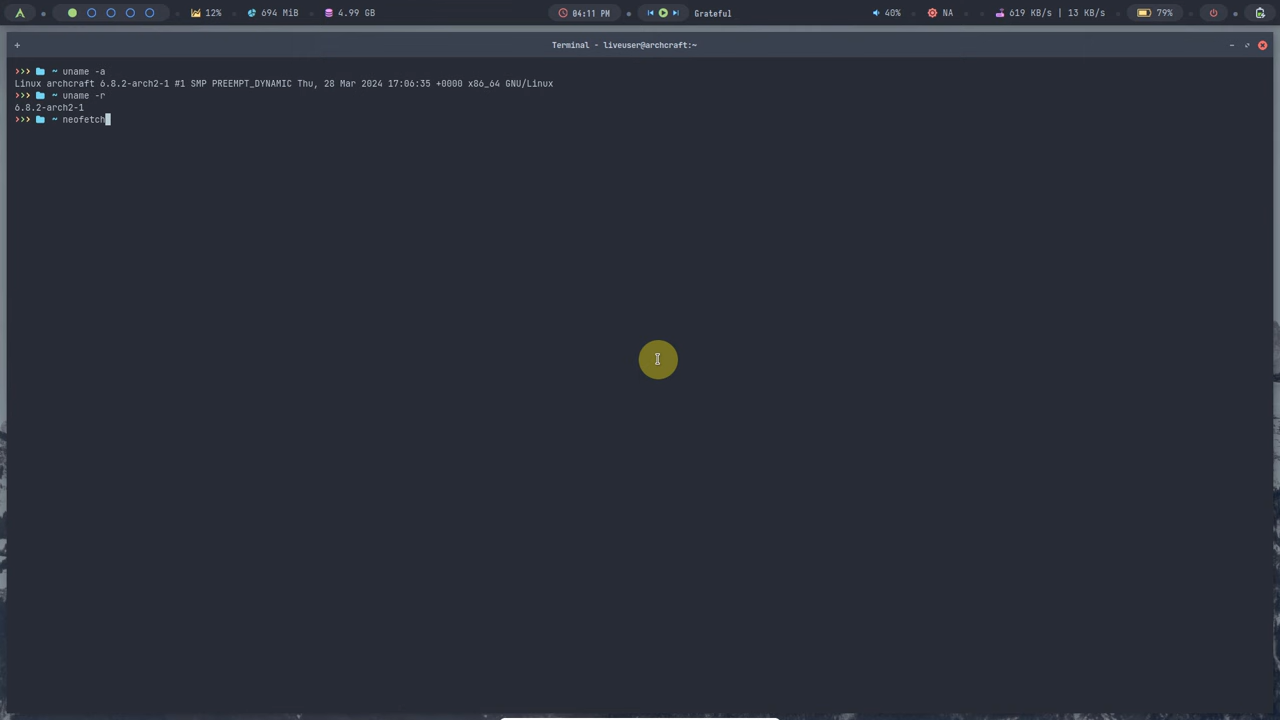 12% 694 MiB 4.99 GB 04:11 PM Grateful 40% NA 619 KB/s | 13 KB/s 79%
+ Terminal - liveuser@archcraft:~
❯❯❯ ~ uname -a
Linux archcraft 6.8.2-arch2-1 #1 SMP PREEMPT_DYNAMIC Thu, 28 Mar 2024 17:06:35 +0000 x86_64 GNU/Linux
❯❯❯ ~ uname -r
6.8.2-arch2-1
❯❯❯ ~ neofetch